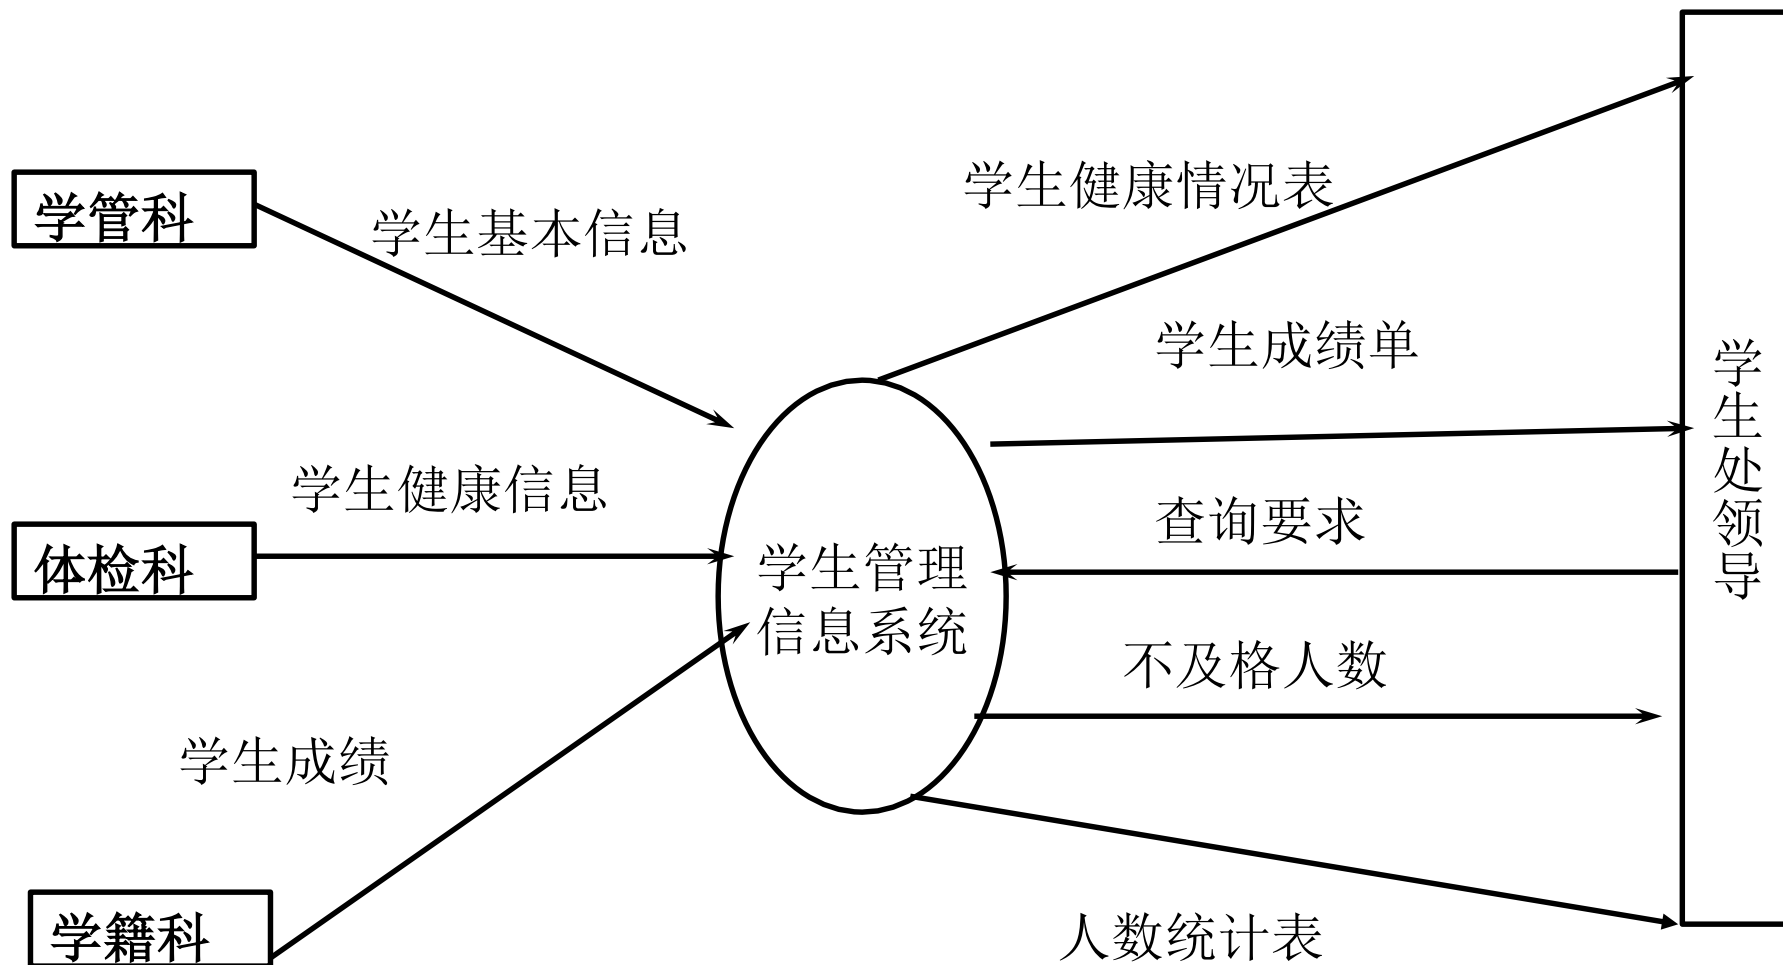 学生健康情况表
学管科
学生基本信息
学生成绩单
学生健康信息
查询要求
体检科
学生管理
信息系统
学生处领导
不及格人数
学生成绩
学籍科
人数统计表